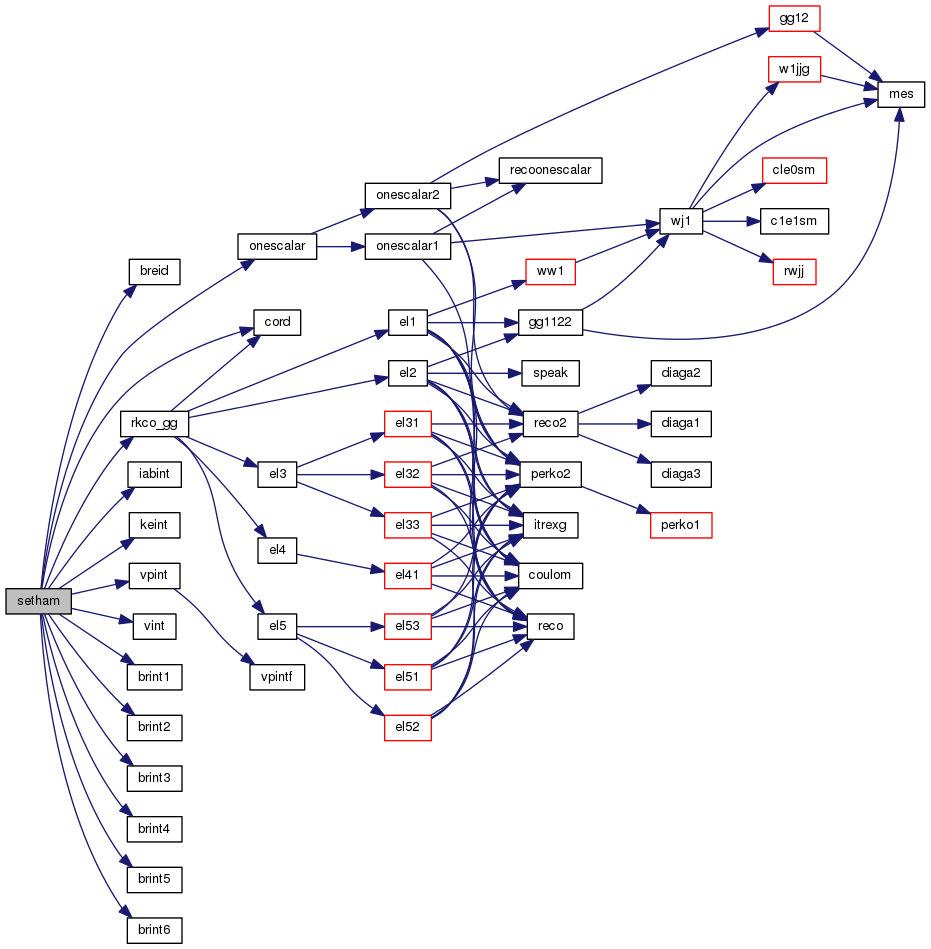 gg12
w1jjg
mes
recoonescalar
cle0sm
onescalar2
wj1
c1e1sm
onescalar
onescalar1
breid
ww1
rwjj
cord
el1
gg1122
el2
speak
diaga2
rkco_gg
el31
reco2
diaga1
iabint
el3
el32
perko2
diaga3
keint
el33
itrexg
perko1
el4
vpint
el41
coulom
setham
vint
el5
el53
reco
brint1
vpintf
el51
brint2
el52
brint3
brint4
brint5
brint6